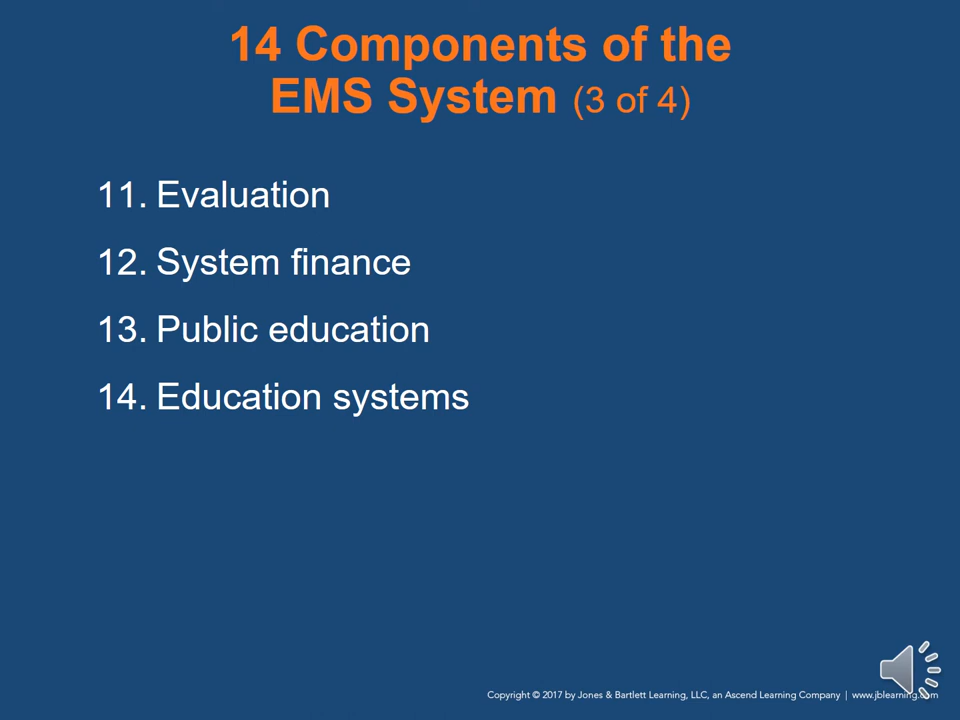 14 Components of the
EMS System (3 of 4)
11. Evaluation
12. System finance
13. Public education
14. Education systems
Copyright © 2017 by Jones & Bartlett Learning, LLC, an Ascend Learning Company | www.jblearning.com